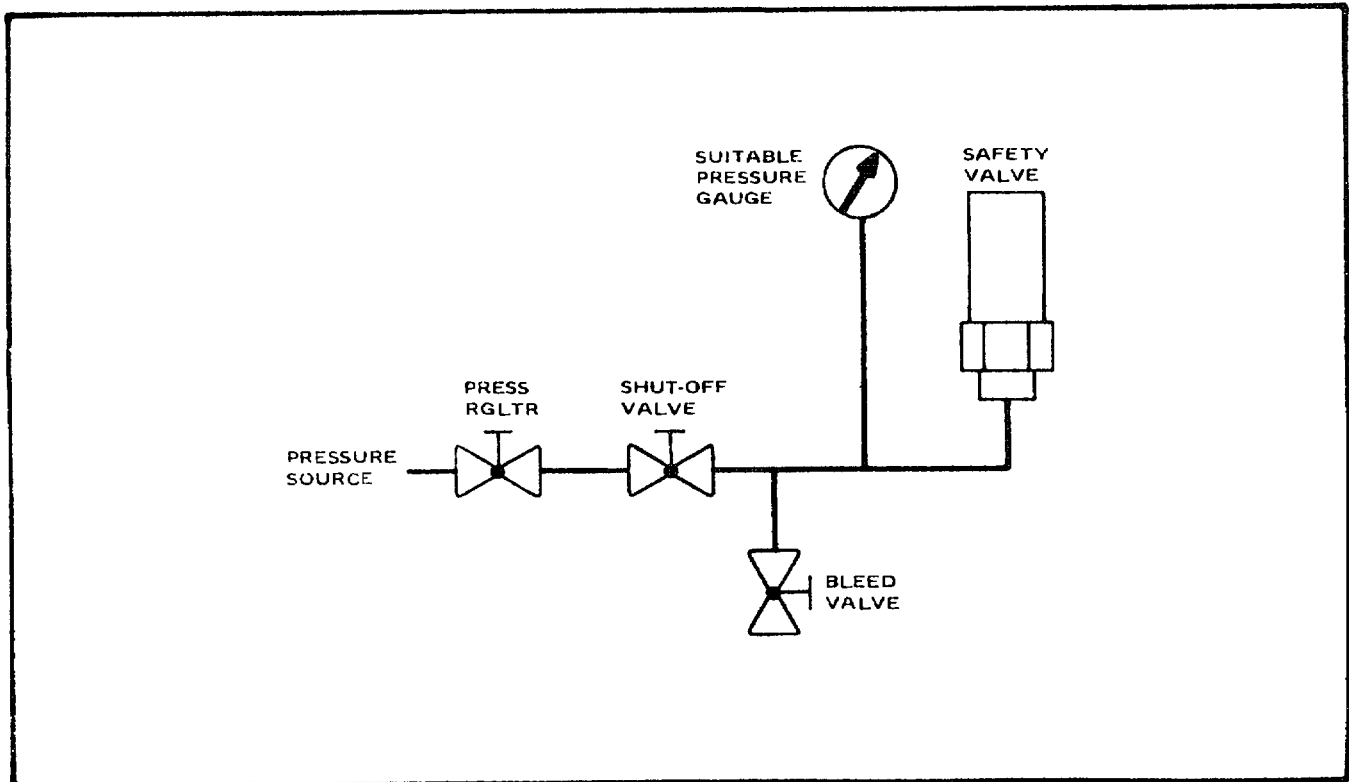 SUITABLE
PRESSURE
GAUGE
SAFETY
VALVE
PRESS
RGLTR
SHUT-OFF
VALVE
PRESSURE
SOURCE
BLEED
VALVE